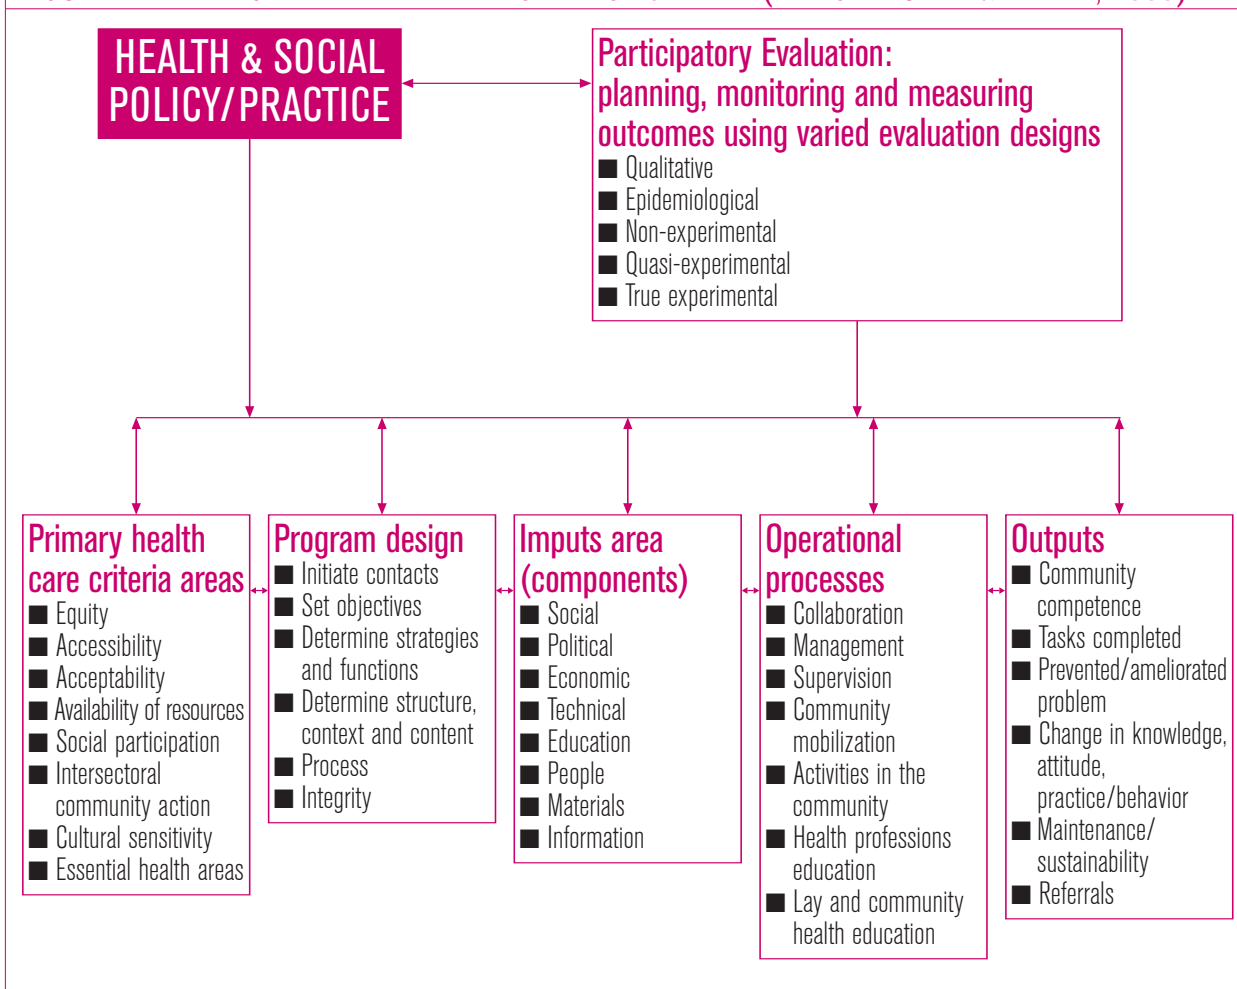 HEALTH & SOCIAL
POLICY/PRACTICE
Participatory Evaluation:
planning, monitoring and measuring
outcomes using varied evaluation designs
■ Qualitative
■ Epidemiological
■ Non-experimental
■ Quasi-experimental
■ True experimental
Primary health
care criteria areas
■ Equity
■ Accessibility
■ Acceptability
■ Availability of resources
■ Social participation
■ Intersectoral
community action
■ Cultural sensitivity
■ Essential health areas
Program design
■ Initiate contacts
■ Set objectives
■ Determine strategies
and functions
■ Determine structure,
context and content
■ Process
■ Integrity
Imputs area
(components)
■ Social
■ Political
■ Economic
■ Technical
■ Education
■ People
■ Materials
■ Information
Operational
processes
■ Collaboration
■ Management
■ Supervision
■ Community
mobilization
■ Activities in the
community
■ Health professions
education
■ Lay and community
health education
Outputs
■ Community
competence
■ Tasks completed
■ Prevented/ameliorated
problem
■ Change in knowledge,
attitude,
practice/behavior
■ Maintenance/
sustainability
■ Referrals